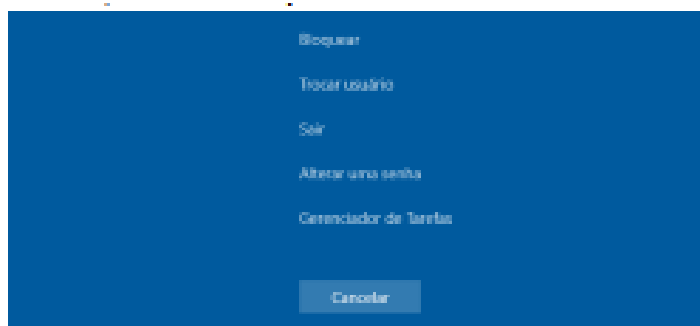 Bloquear
Trocar usuário
Sair
Alterar uma senha
Gerenciador de Tarefas
Cancelar